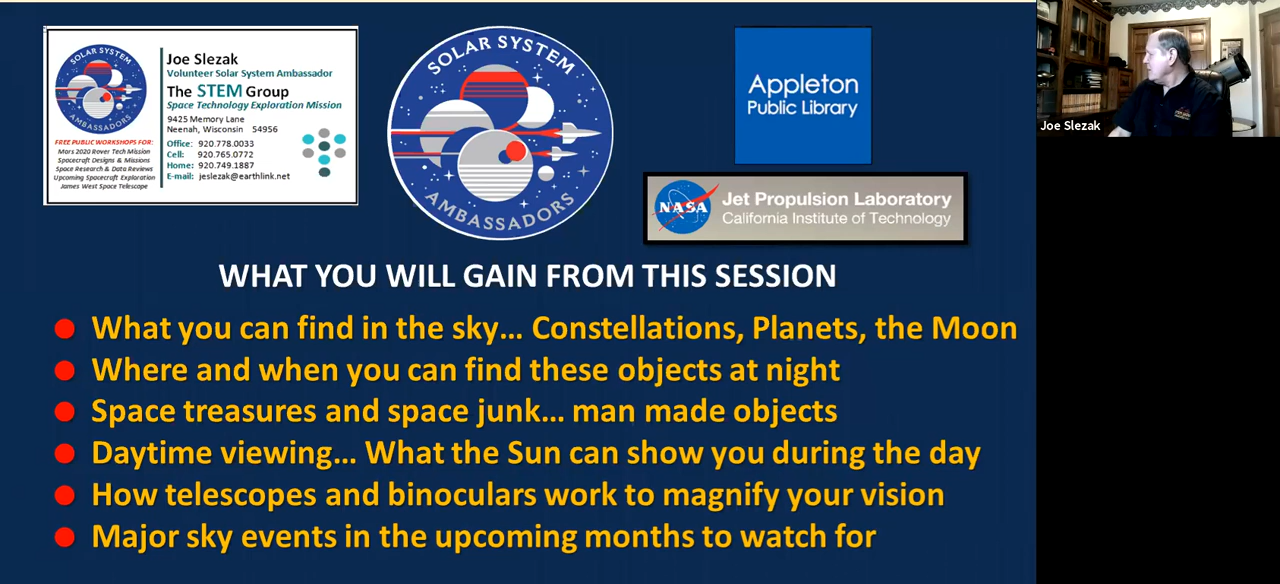 SOLAR SYSTEM
AMBASSADORS
FREE PUBLIC WORKSHOPS FOR:
Mars 2020 Rover Tech Mission
Spacecraft Designs & Missions
Space Research & Data Reviews
Upcoming Spacecraft Exploration
James West Space Telescope
Joe Slezak
Volunteer Solar System Ambassador
The STEM Group
Space Technology Exploration Mission
9425 Memory Lane
Neenah, Wisconsin 54956
Office: 920.778.0033
Cell: 920.765.0772
Home: 920.749.1887
E-mail: jeslezak@earthlink.net
SOLAR SYSTEM
AMBASSADORS
Appleton
Public Library
NASA
Jet Propulsion Laboratory
California Institute of Technology
Joe Slezak
WHAT YOU WILL GAIN FROM THIS SESSION
What you can find in the sky... Constellations, Planets, the Moon
Where and when you can find these objects at night
Space treasures and space junk... man made objects
Daytime viewing... What the Sun can show you during the day
How telescopes and binoculars work to magnify your vision
Major sky events in the upcoming months to watch for